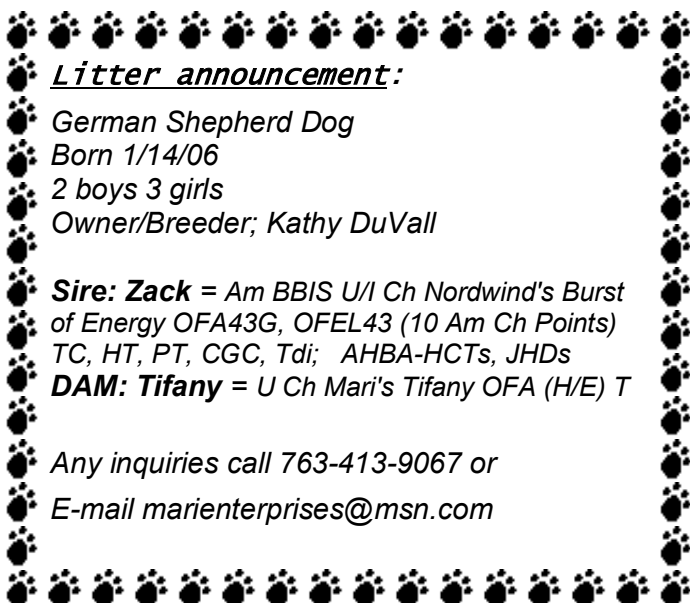 Litter announcement:
German Shepherd Dog
Born 1/14/06
2 boys 3 girls
Owner/Breeder; Kathy DuVall
Sire: Zack = Am BBIS U/I Ch Nordwind's Burst
of Energy OFA43G, OFEL43 (10 Am Ch Points)
TC, HT, PT, CGC, Tdi; AHBA-HCTs, JHDs
DAM: Tifany = U Ch Mari's Tifany OFA (H/E) T
Any inquiries call 763-413-9067 or
E-mail marienterprises@msn.com